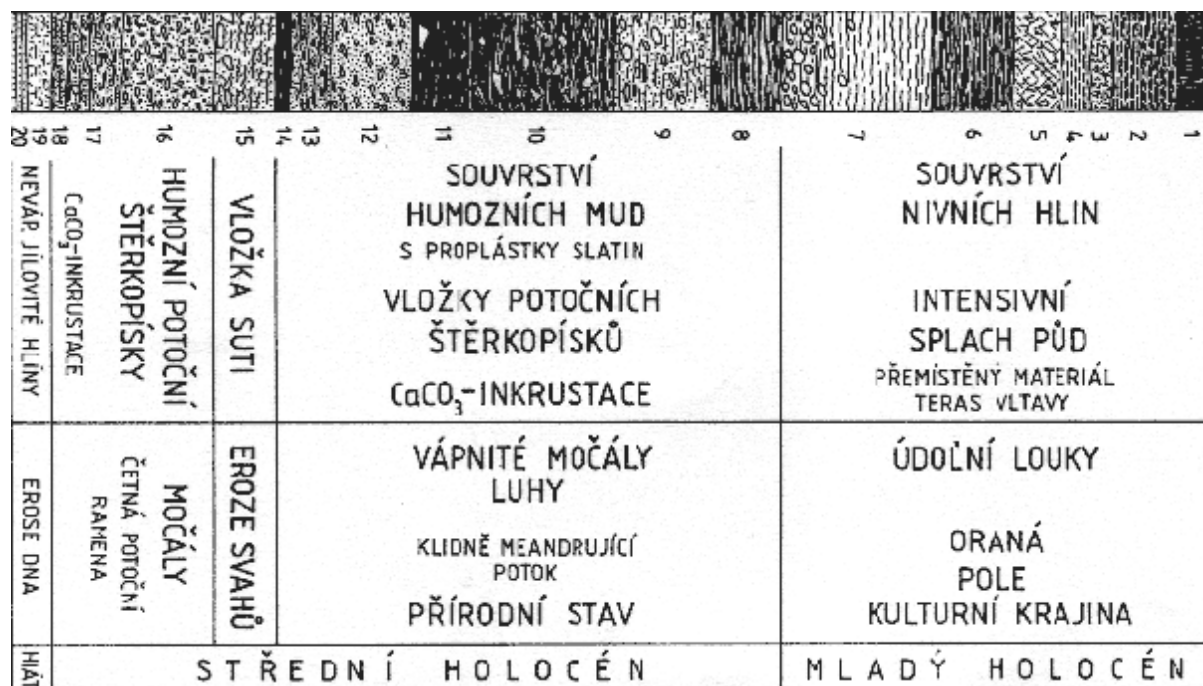 20 19 18 17 16 15 14 13 12 11 10 9 8 7 6 5 4 3 2 1
NEVÁP. JÍLOVITÉ HLÍNY
CaCO₃-INKRUSTACE
HUMOZNÍ POTOČNÍ
ŠTĚRKOPÍSKY
VLOŽKA SUTI
SOUVRSTVÍ
HUMOZNÍCH MUD
S PROPLÁSTKY SLATIN
VLOŽKY POTOČNÍCH
ŠTĚRKOPÍSKŮ
CaCO₃-INKRUSTACE
SOUVRSTVÍ
NIVNÍCH HLIN
INTENSIVNÍ
SPLACH PŮD
PŘEMÍSTĚNÝ MATERIÁL
TERAS VLTAVY
EROSE DNA
MOČÁLY
ČETNÁ POTOČNÍ
RAMENA
EROZE SVAHŮ
VÁPNITÉ MOČÁLY
LUHY
KLIDNĚ MEANDRUJÍCÍ
POTOK
PŘÍRODNÍ STAV
ÚDOLNÍ LOUKY
ORANÁ
POLE
KULTURNÍ KRAJINA
HIÁT
STŘEDNÍ HOLOCÉN
MLADÝ HOLOCÉN